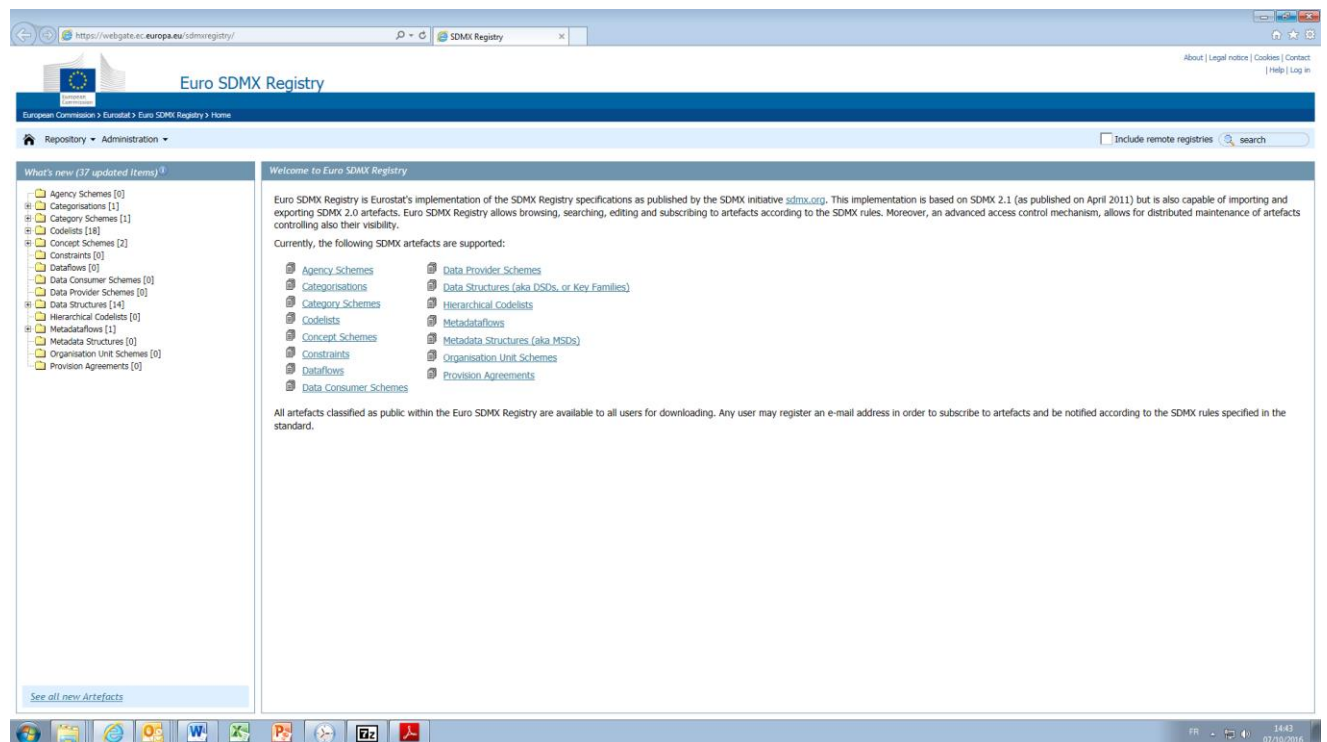 https://webgate.ec.europa.eu/sdmxregistry/
SDMX Registry
About | Legal notice | Cookies | Contact
| Help | Log in
European
Commission
Euro SDMX Registry
European Commission > Eurostat > Euro SDMX Registry > Home
Repository Administration
Include remote registries search
What's new (37 updated items)
Agency Schemes [0]
Categorisations [1]
Category Schemes [1]
Codelists [18]
Concept Schemes [2]
Constraints [0]
Dataflows [0]
Data Consumer Schemes [0]
Data Provider Schemes [0]
Data Structures [14]
Hierarchical Codelists [0]
Metadataflows [1]
Metadata Structures [0]
Organisation Unit Schemes [0]
Provision Agreements [0]
See all new Artefacts
Welcome to Euro SDMX Registry
Euro SDMX Registry is Eurostat's implementation of the SDMX Registry specifications as published by the SDMX initiative sdmx.org. This implementation is based on SDMX 2.1 (as published on April 2011) but is also capable of importing and
exporting SDMX 2.0 artefacts. Euro SDMX Registry allows browsing, searching, editing and subscribing to artefacts according to the SDMX rules. Moreover, an advanced access control mechanism, allows for distributed maintenance of artefacts
controlling also their visibility.
Currently, the following SDMX artefacts are supported:
Agency Schemes
Categorisations
Category Schemes
Codelists
Concept Schemes
Constraints
Dataflows
Data Consumer Schemes
Data Provider Schemes
Data Structures (aka DSDs, or Key Families)
Hierarchical Codelists
Metadataflows
Metadata Structures (aka MSDs)
Organisation Unit Schemes
Provision Agreements
All artefacts classified as public within the Euro SDMX Registry are available to all users for downloading. Any user may register an e-mail address in order to subscribe to artefacts and be notified according to the SDMX rules specified in the
standard.
FR
14:43
07/10/2016